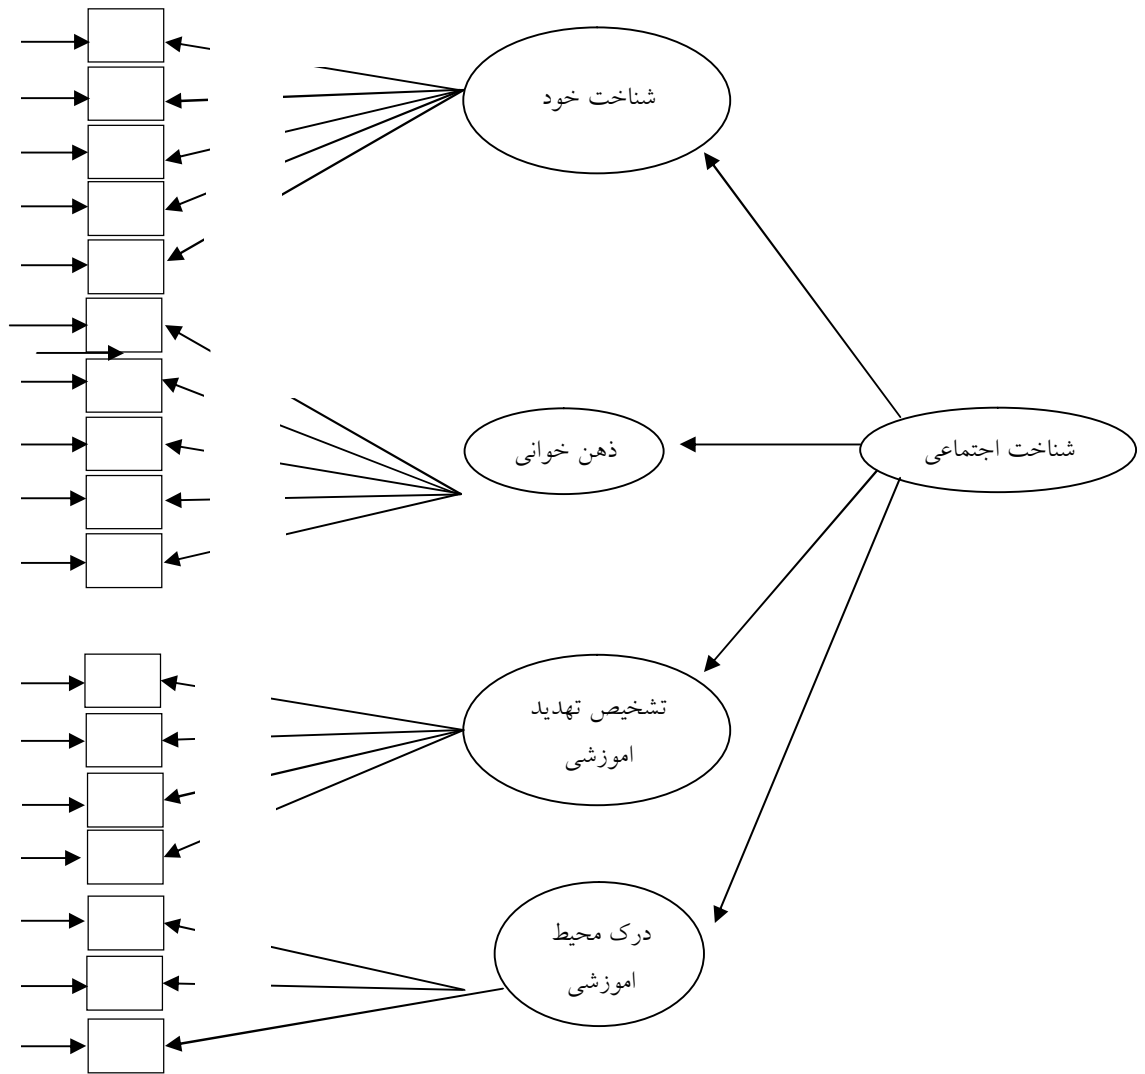 شناخت خود
ذهن خوانی
شناخت اجتماعی
تشخیص تهدید
اموزشی
درک محیط
اموزشی